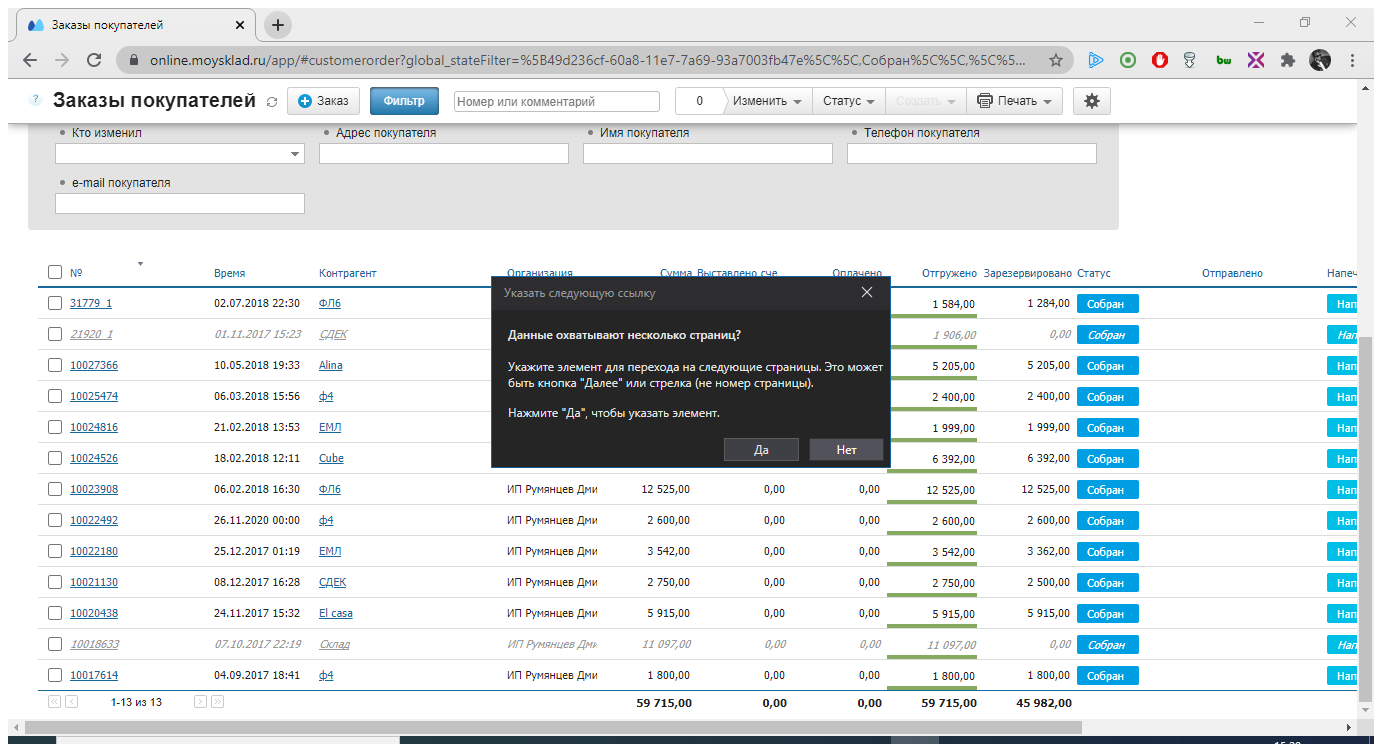 Заказы покупателей
online.moysklad.ru/app/#customerorder?global_stateFilter=%5B49d236cf-60a8-11e7-7a69-93a7003fb47e%5C%5C,Собран%5C%5C,%5C%5...
Заказы покупателей Заказ Фильтр Номер или комментарий 0 Изменить Статус Создать Печать
Кто изменил Адрес покупателя Имя покупателя Телефон покупателя
e-mail покупателя
№ Время Контрагент Организация Сумма Выставлено сче Оплачено Отгружено Зарезервировано Статус Отправлено Напеч
Указать следующую ссылку
Данные охватывают несколько страниц?
Укажите элемент для перехода на следующие страницы. Это может
быть кнопка "Далее" или стрелка (не номер страницы).
Нажмите "Да", чтобы указать элемент.
Да Нет
31779_1 02.07.2018 22:30 ФЛ6 1 584,00 1 284,00 Собран Нап
21920_1 01.11.2017 15:23 СДЕК 1 906,00 0,00 Собран Нап
10027366 10.05.2018 19:33 Alina 5 205,00 5 205,00 Собран Нап
10025474 06.03.2018 15:56 ф4 2 400,00 2 400,00 Собран Нап
10024816 21.02.2018 13:53 ЕМЛ 1 999,00 1 999,00 Собран Нап
10024526 18.02.2018 12:11 Cube 6 392,00 6 392,00 Собран Нап
10023908 06.02.2018 16:30 ФЛ6 ИП Румянцев Дми 12 525,00 0,00 0,00 12 525,00 12 525,00 Собран Нап
10022492 26.11.2020 00:00 ф4 ИП Румянцев Дми 2 600,00 0,00 0,00 2 600,00 2 600,00 Собран Нап
10022180 25.12.2017 01:19 ЕМЛ ИП Румянцев Дми 3 542,00 0,00 0,00 3 542,00 3 362,00 Собран Нап
10021130 08.12.2017 16:28 СДЕК ИП Румянцев Дми 2 750,00 0,00 0,00 2 750,00 2 500,00 Собран Нап
10020438 24.11.2017 15:32 El casa ИП Румянцев Дми 5 915,00 0,00 0,00 5 915,00 5 915,00 Собран Нап
10018633 07.10.2017 22:19 Склад ИП Румянцев Дми 11 097,00 0,00 0,00 11 097,00 0,00 Собран Нап
10017614 04.09.2017 18:41 ф4 ИП Румянцев Дми 1 800,00 0,00 0,00 1 800,00 1 800,00 Собран Нап
1-13 из 13 59 715,00 0,00 0,00 59 715,00 45 982,00